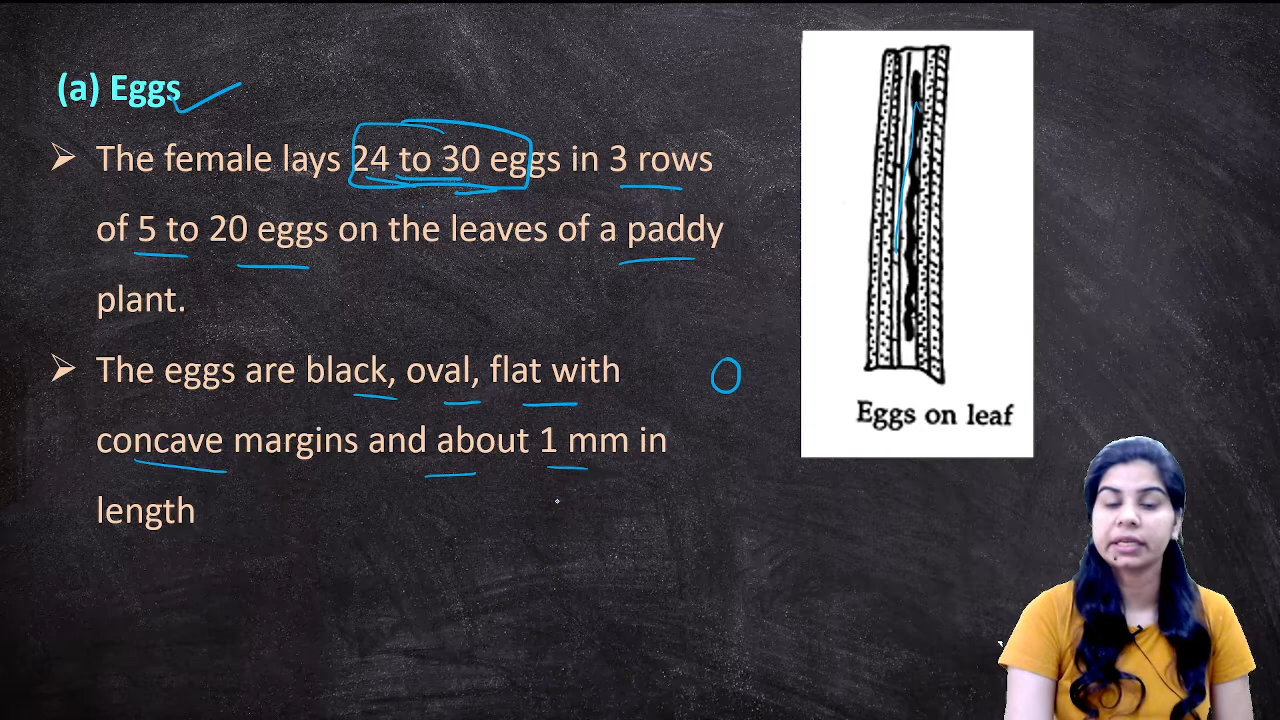 (a) Eggs
The female lays 24 to 30 eggs in 3 rows
of 5 to 20 eggs on the leaves of a paddy
plant.
The eggs are black, oval, flat with
concave margins and about 1 mm in
length
Eggs on leaf